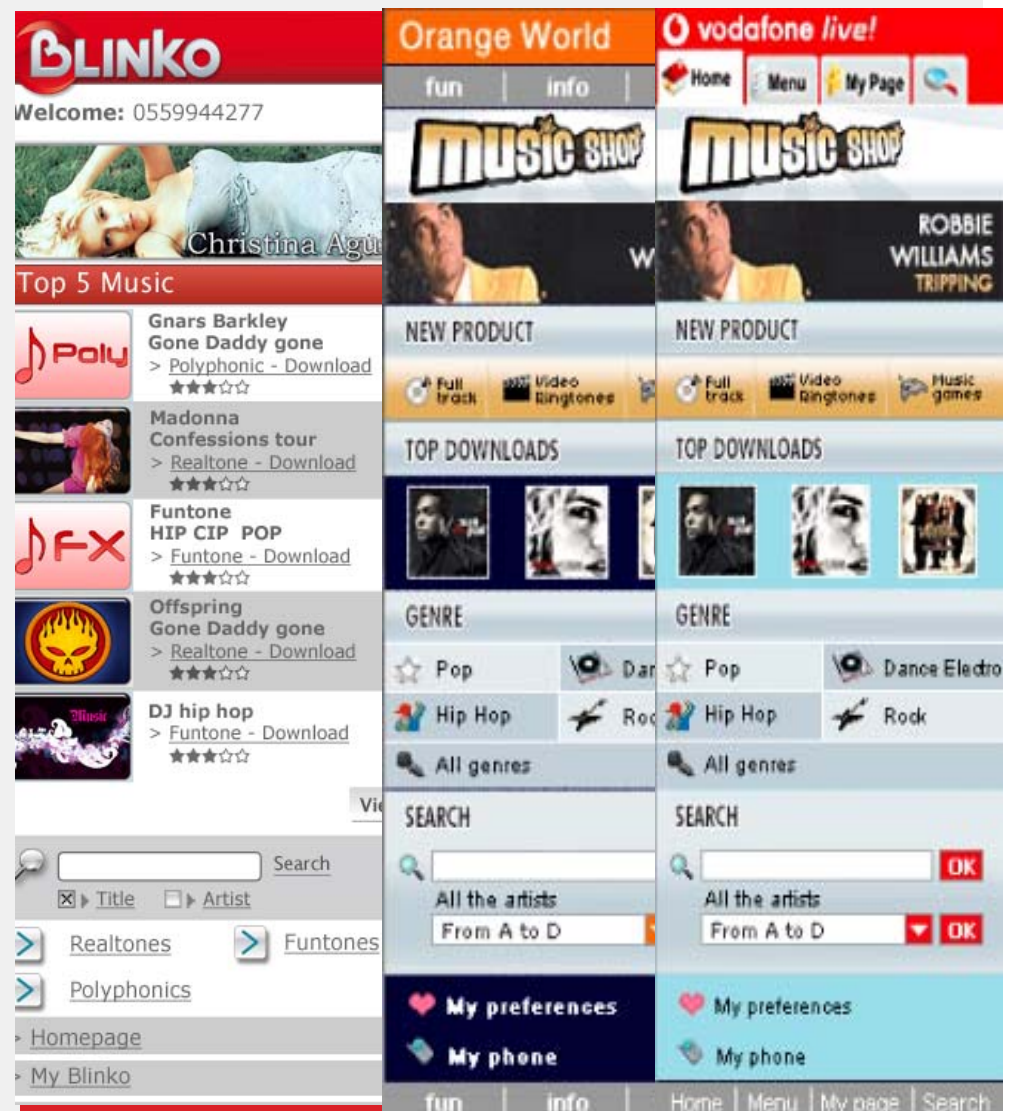 BLINKO
Welcome: 0559944277
Christina Agu
Top 5 Music
Poly
Gnars Barkley
Gone Daddy gone
> Polyphonic - Download
Madonna
Confessions tour
> Realtone - Download
FX
Funtone
HIP CIP POP
> Funtone - Download
Offspring
Gone Daddy gone
> Realtone - Download
Music
DJ hip hop
> Funtone - Download
Vie
Search
Title Artist
Realtones Funtones
Polyphonics
> Homepage
> My Blinko
Orange World
fun | info |
MUSIC SHOP
W
NEW PRODUCT
Full track Video Ringtones
TOP DOWNLOADS
GENRE
Pop Dan
Hip Hop Roc
All genres
SEARCH
All the artists
From A to D
My preferences
My phone
fun | info |
vodafone live!
Home Menu My Page
MUSIC SHOP
ROBBIE
WILLIAMS
TRIPPING
NEW PRODUCT
Full track Video Ringtones Music games
TOP DOWNLOADS
GENRE
Pop Dance Electro
Hip Hop Rock
All genres
SEARCH
OK
All the artists
From A to D OK
My preferences
My phone
Home | Menu | My page | Search